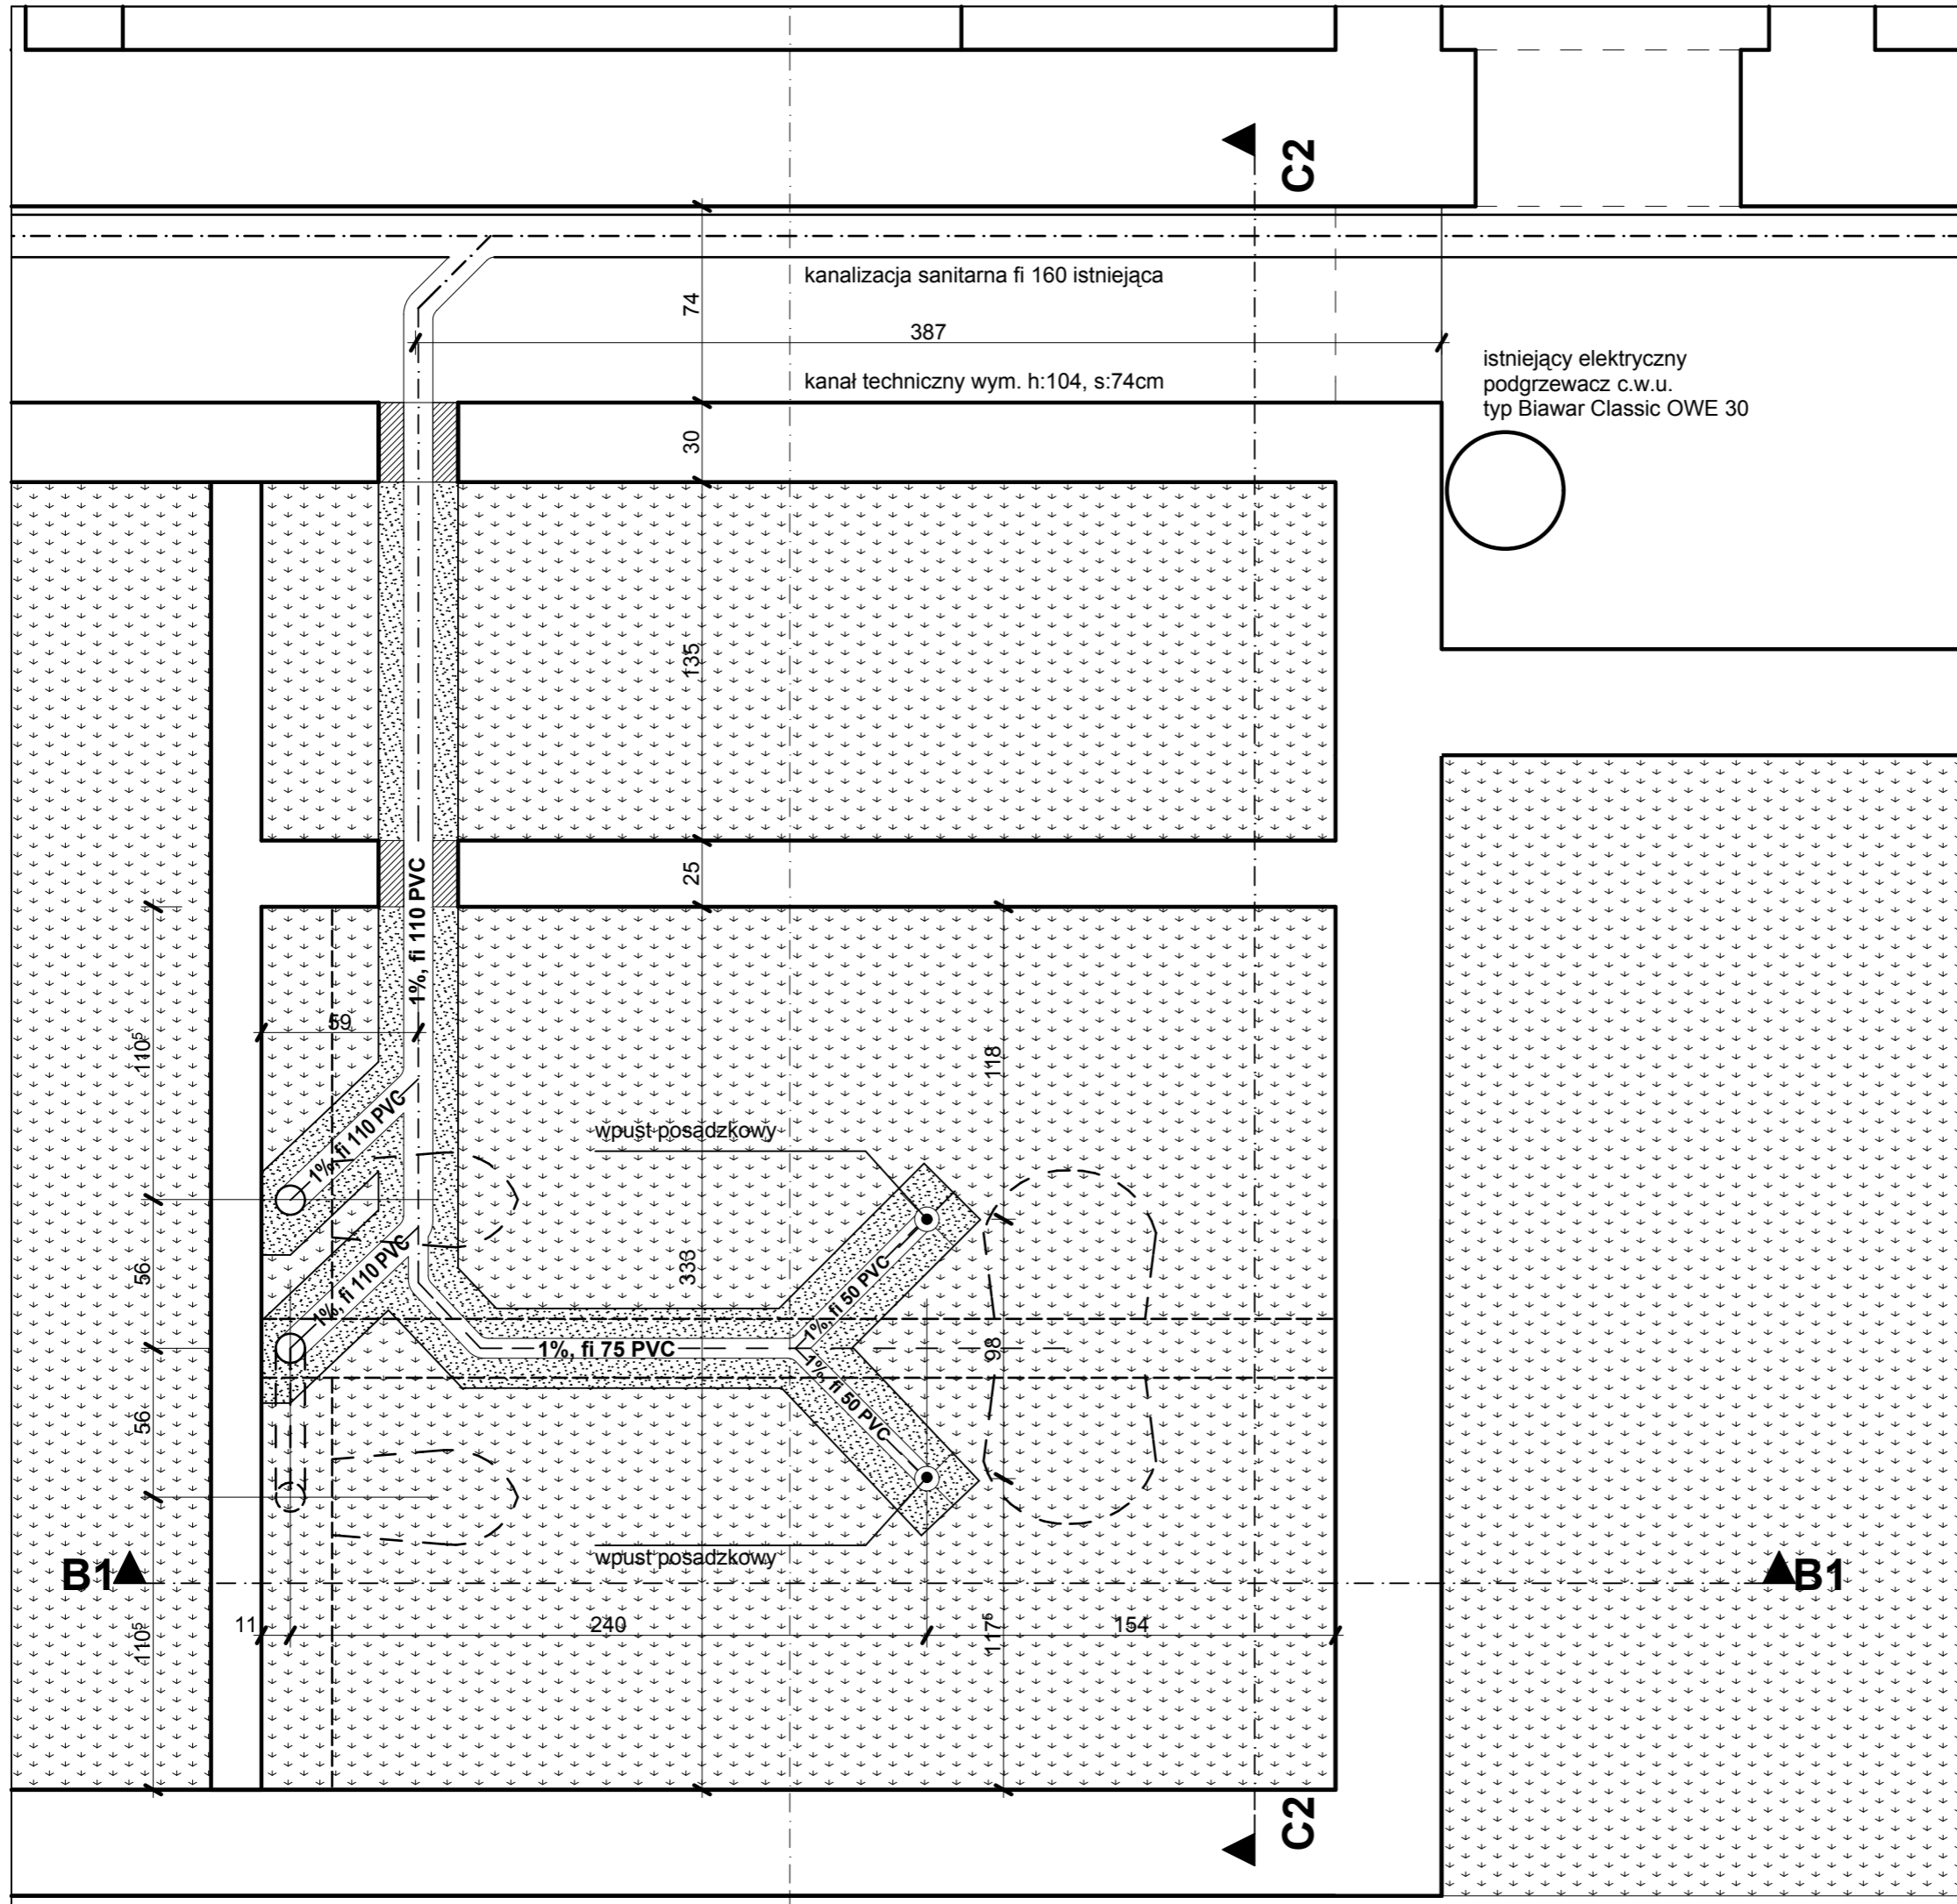 C2
kanalizacja sanitarna fi 160 istniejąca
74
387
istniejący elektryczny
podgrzewacz c.w.u.
typ Biawar Classic OWE 30
kanał techniczny wym. h:104, s:74cm
30
135
25
1%, fi 110 PVC
59
110⁵
118
1%, fi 110 PVC
wpust posadzkowy
56
1%, fi 110 PVC
333
1%, fi 50 PVC
98
1%, fi 75 PVC
1%, fi 50 PVC
56
wpust posadzkowy
B1
B1
11
240
154
110⁵
117⁵
C2